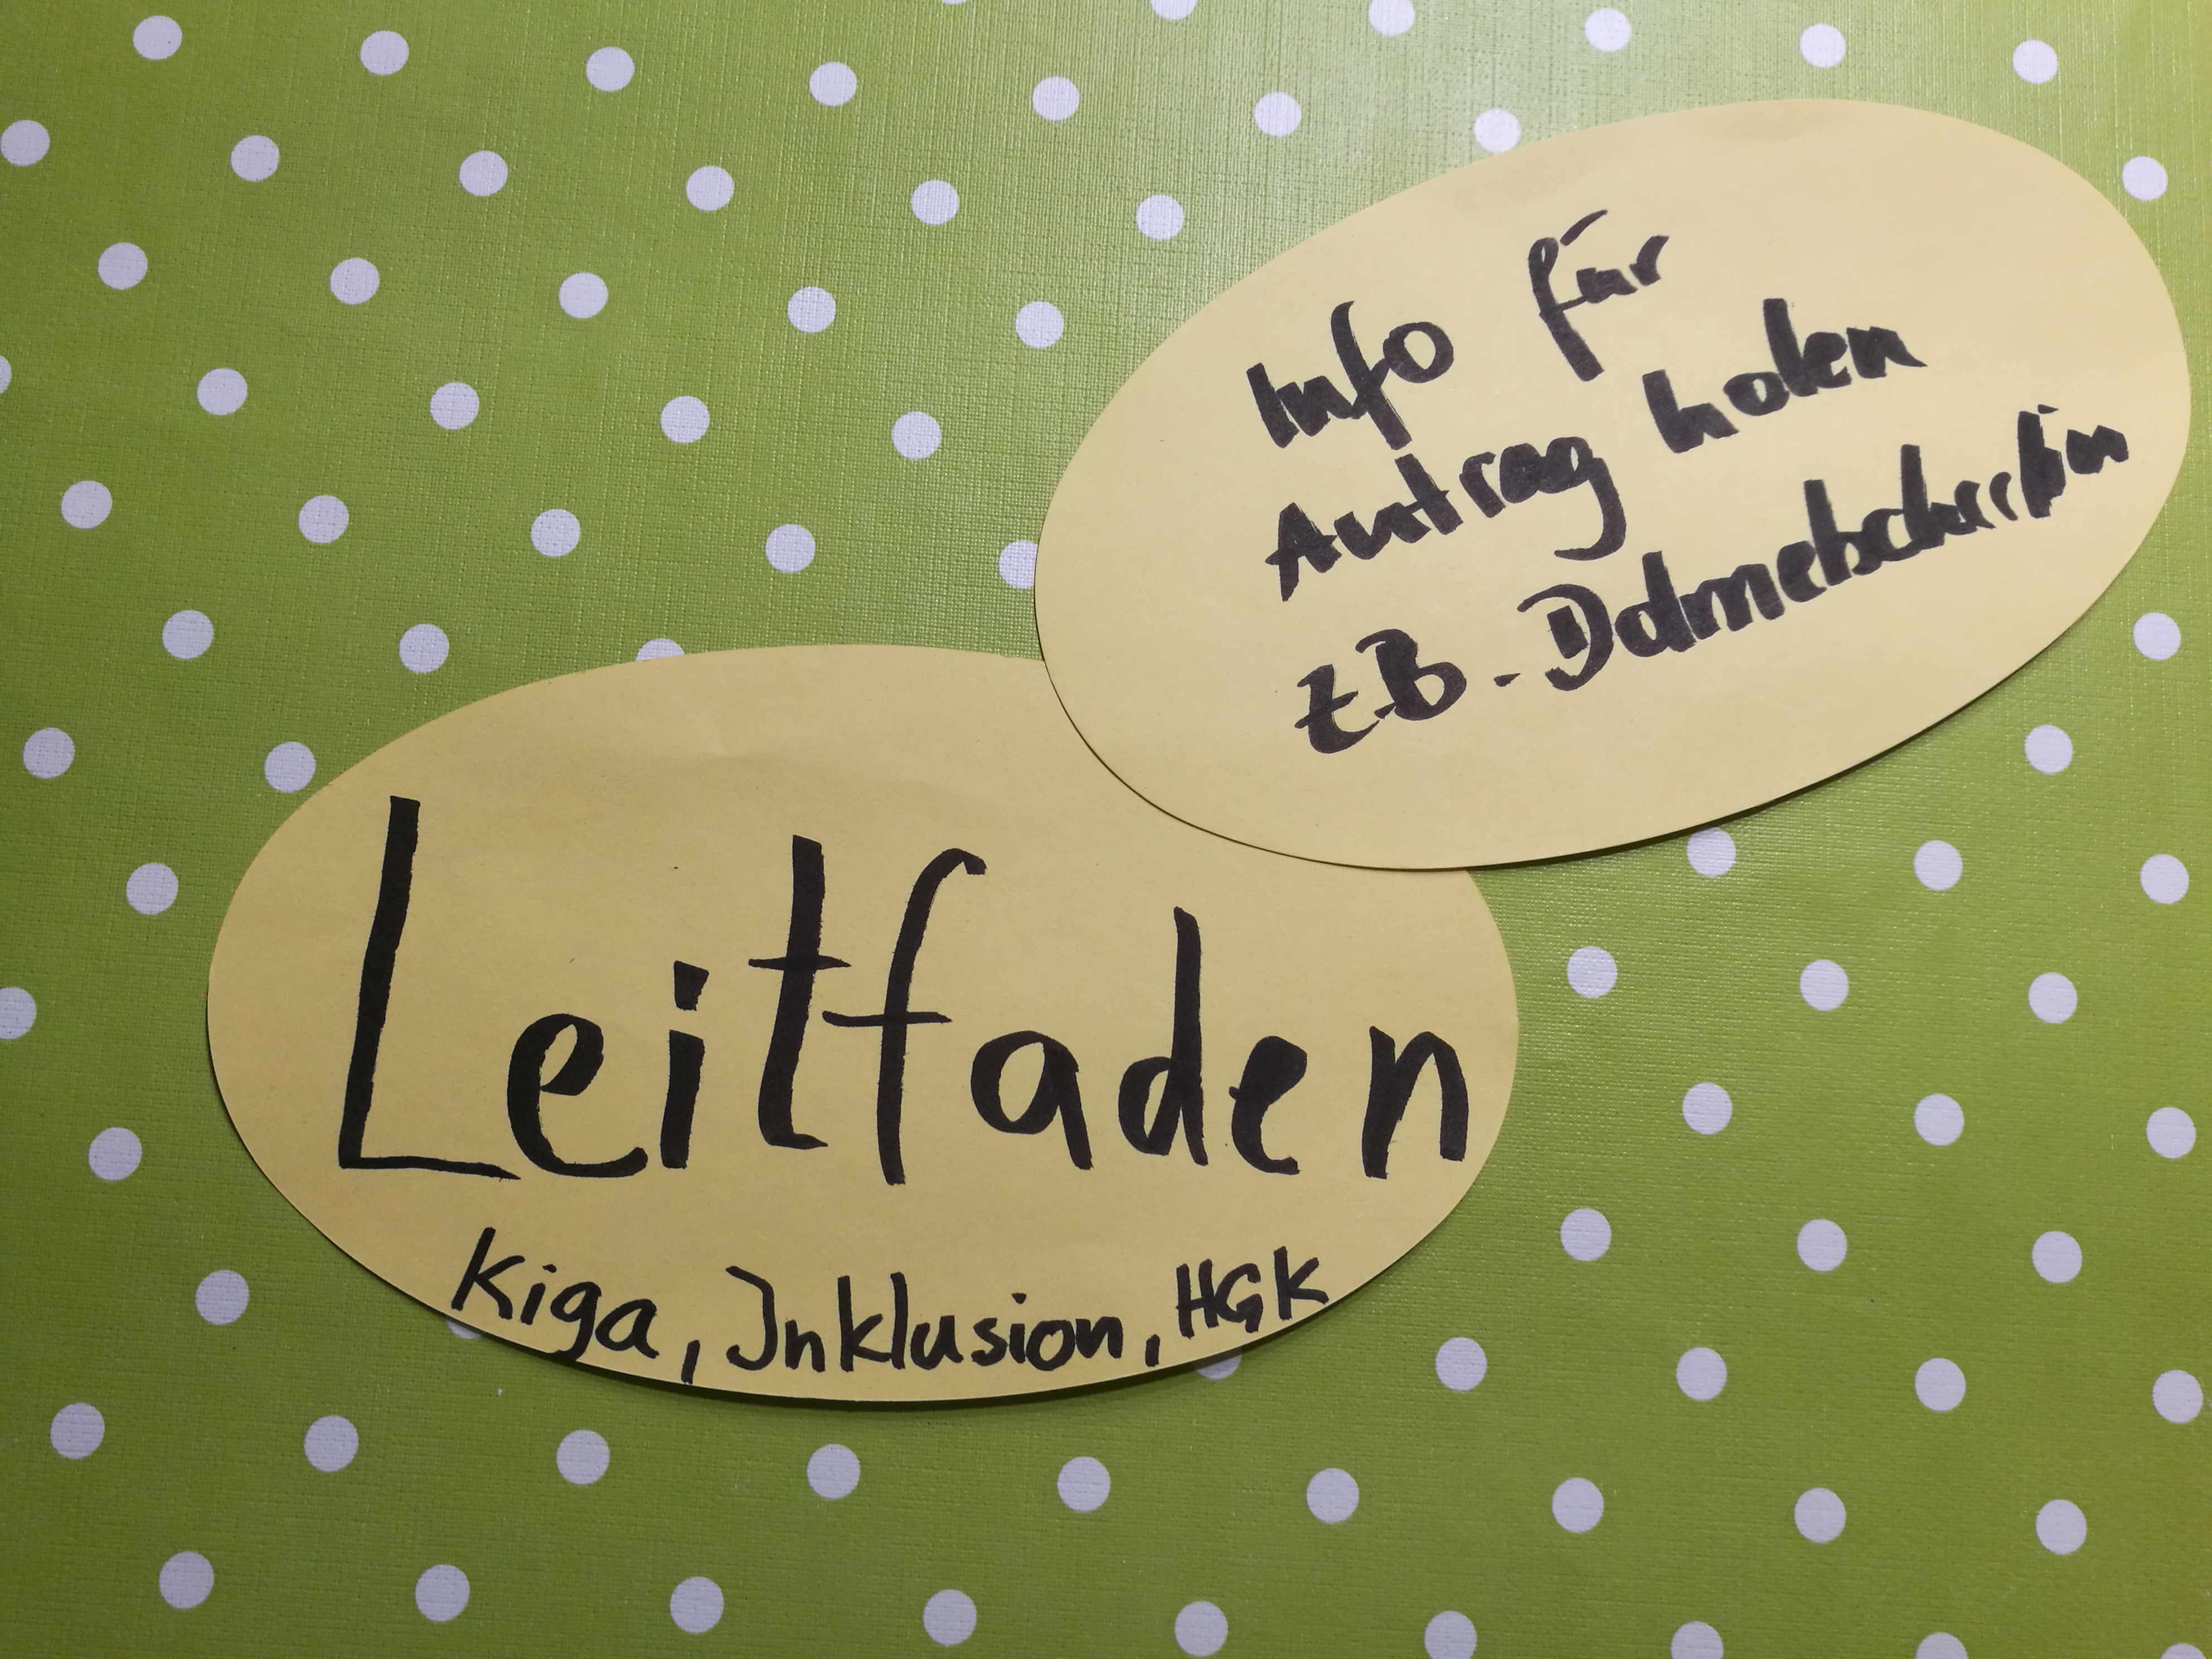 Info für
Antrag holen
z.B. Dolmetscherin
Leitfaden
Kiga, Inklusion, HGK